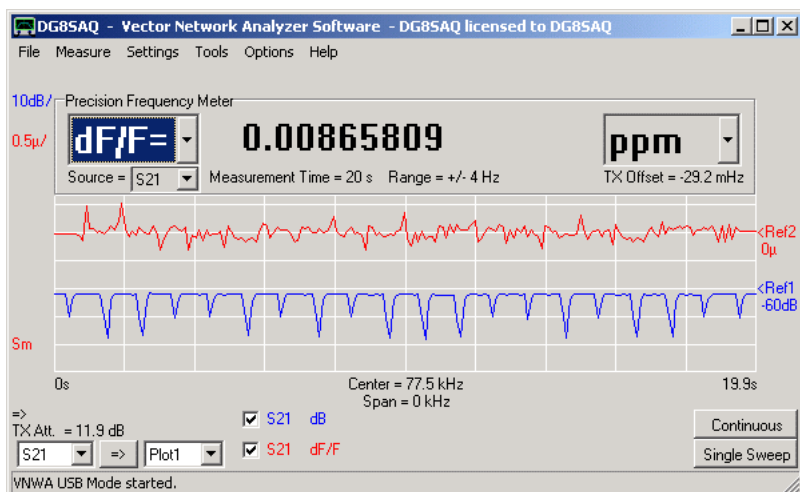 DG8SAQ - Vector Network Analyzer Software - DG8SAQ licensed to DG8SAQ
File Measure Settings Tools Options Help
10dB/
Precision Frequency Meter
0.5µ/
dF/F=
0.00865809
ppm
Source = S21
Measurement Time = 20 s Range = +/- 4 Hz
TX Offset = -29.2 mHz
<Ref2
0µ
<Ref1
-60dB
Sm
0s
Center = 77.5 kHz
19.9s
Span = 0 kHz
=>
TX Att. = 11.9 dB
S21 dB
Continuous
S21 => Plot1
S21 dF/F
Single Sweep
VNWA USB Mode started.